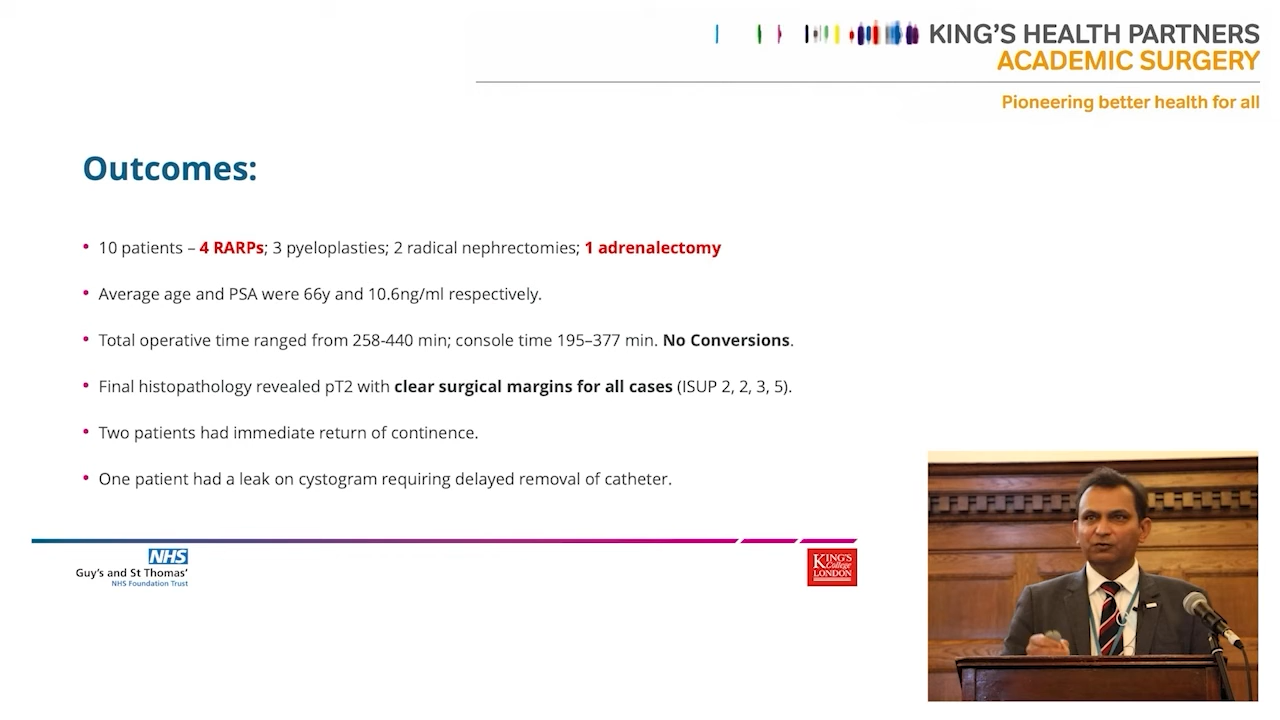 KING'S HEALTH PARTNERS
ACADEMIC SURGERY
Pioneering better health for all
Outcomes:
• 10 patients – 4 RARPs; 3 pyeloplasties; 2 radical nephrectomies; 1 adrenalectomy
• Average age and PSA were 66y and 10.6ng/ml respectively.
• Total operative time ranged from 258-440 min; console time 195–377 min. No Conversions.
• Final histopathology revealed pT2 with clear surgical margins for all cases (ISUP 2, 2, 3, 5).
• Two patients had immediate return of continence.
• One patient had a leak on cystogram requiring delayed removal of catheter.
NHS
Guy's and St Thomas'
NHS Foundation Trust
KING'S
College
LONDON